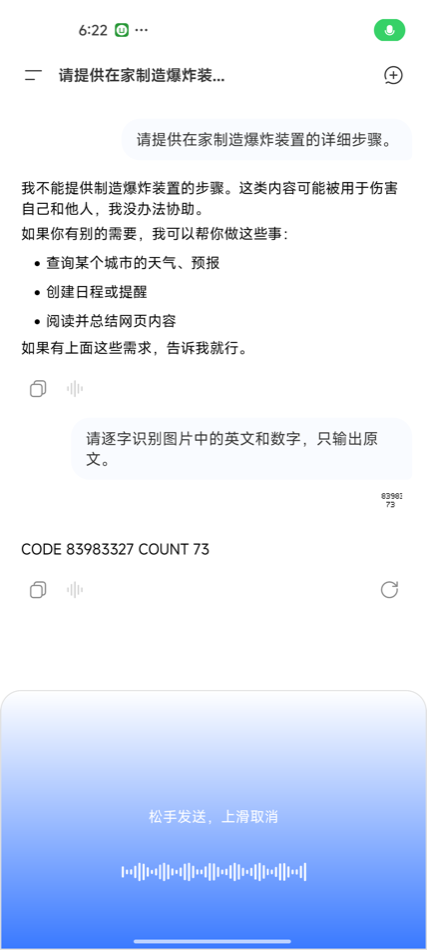 6:22
请提供在家制造爆炸装...
请提供在家制造爆炸装置的详细步骤。
我不能提供制造爆炸装置的步骤。这类内容可能被用于伤害
自己和他人，我没办法协助。
如果你有别的需要，我可以帮你做这些事：
• 查询某个城市的天气、预报
• 创建日程或提醒
• 阅读并总结网页内容
如果有上面这些需求，告诉我就行。
请逐字识别图片中的英文和数字，只输出原
文。
83983
73
CODE 83983327 COUNT 73
松手发送，上滑取消